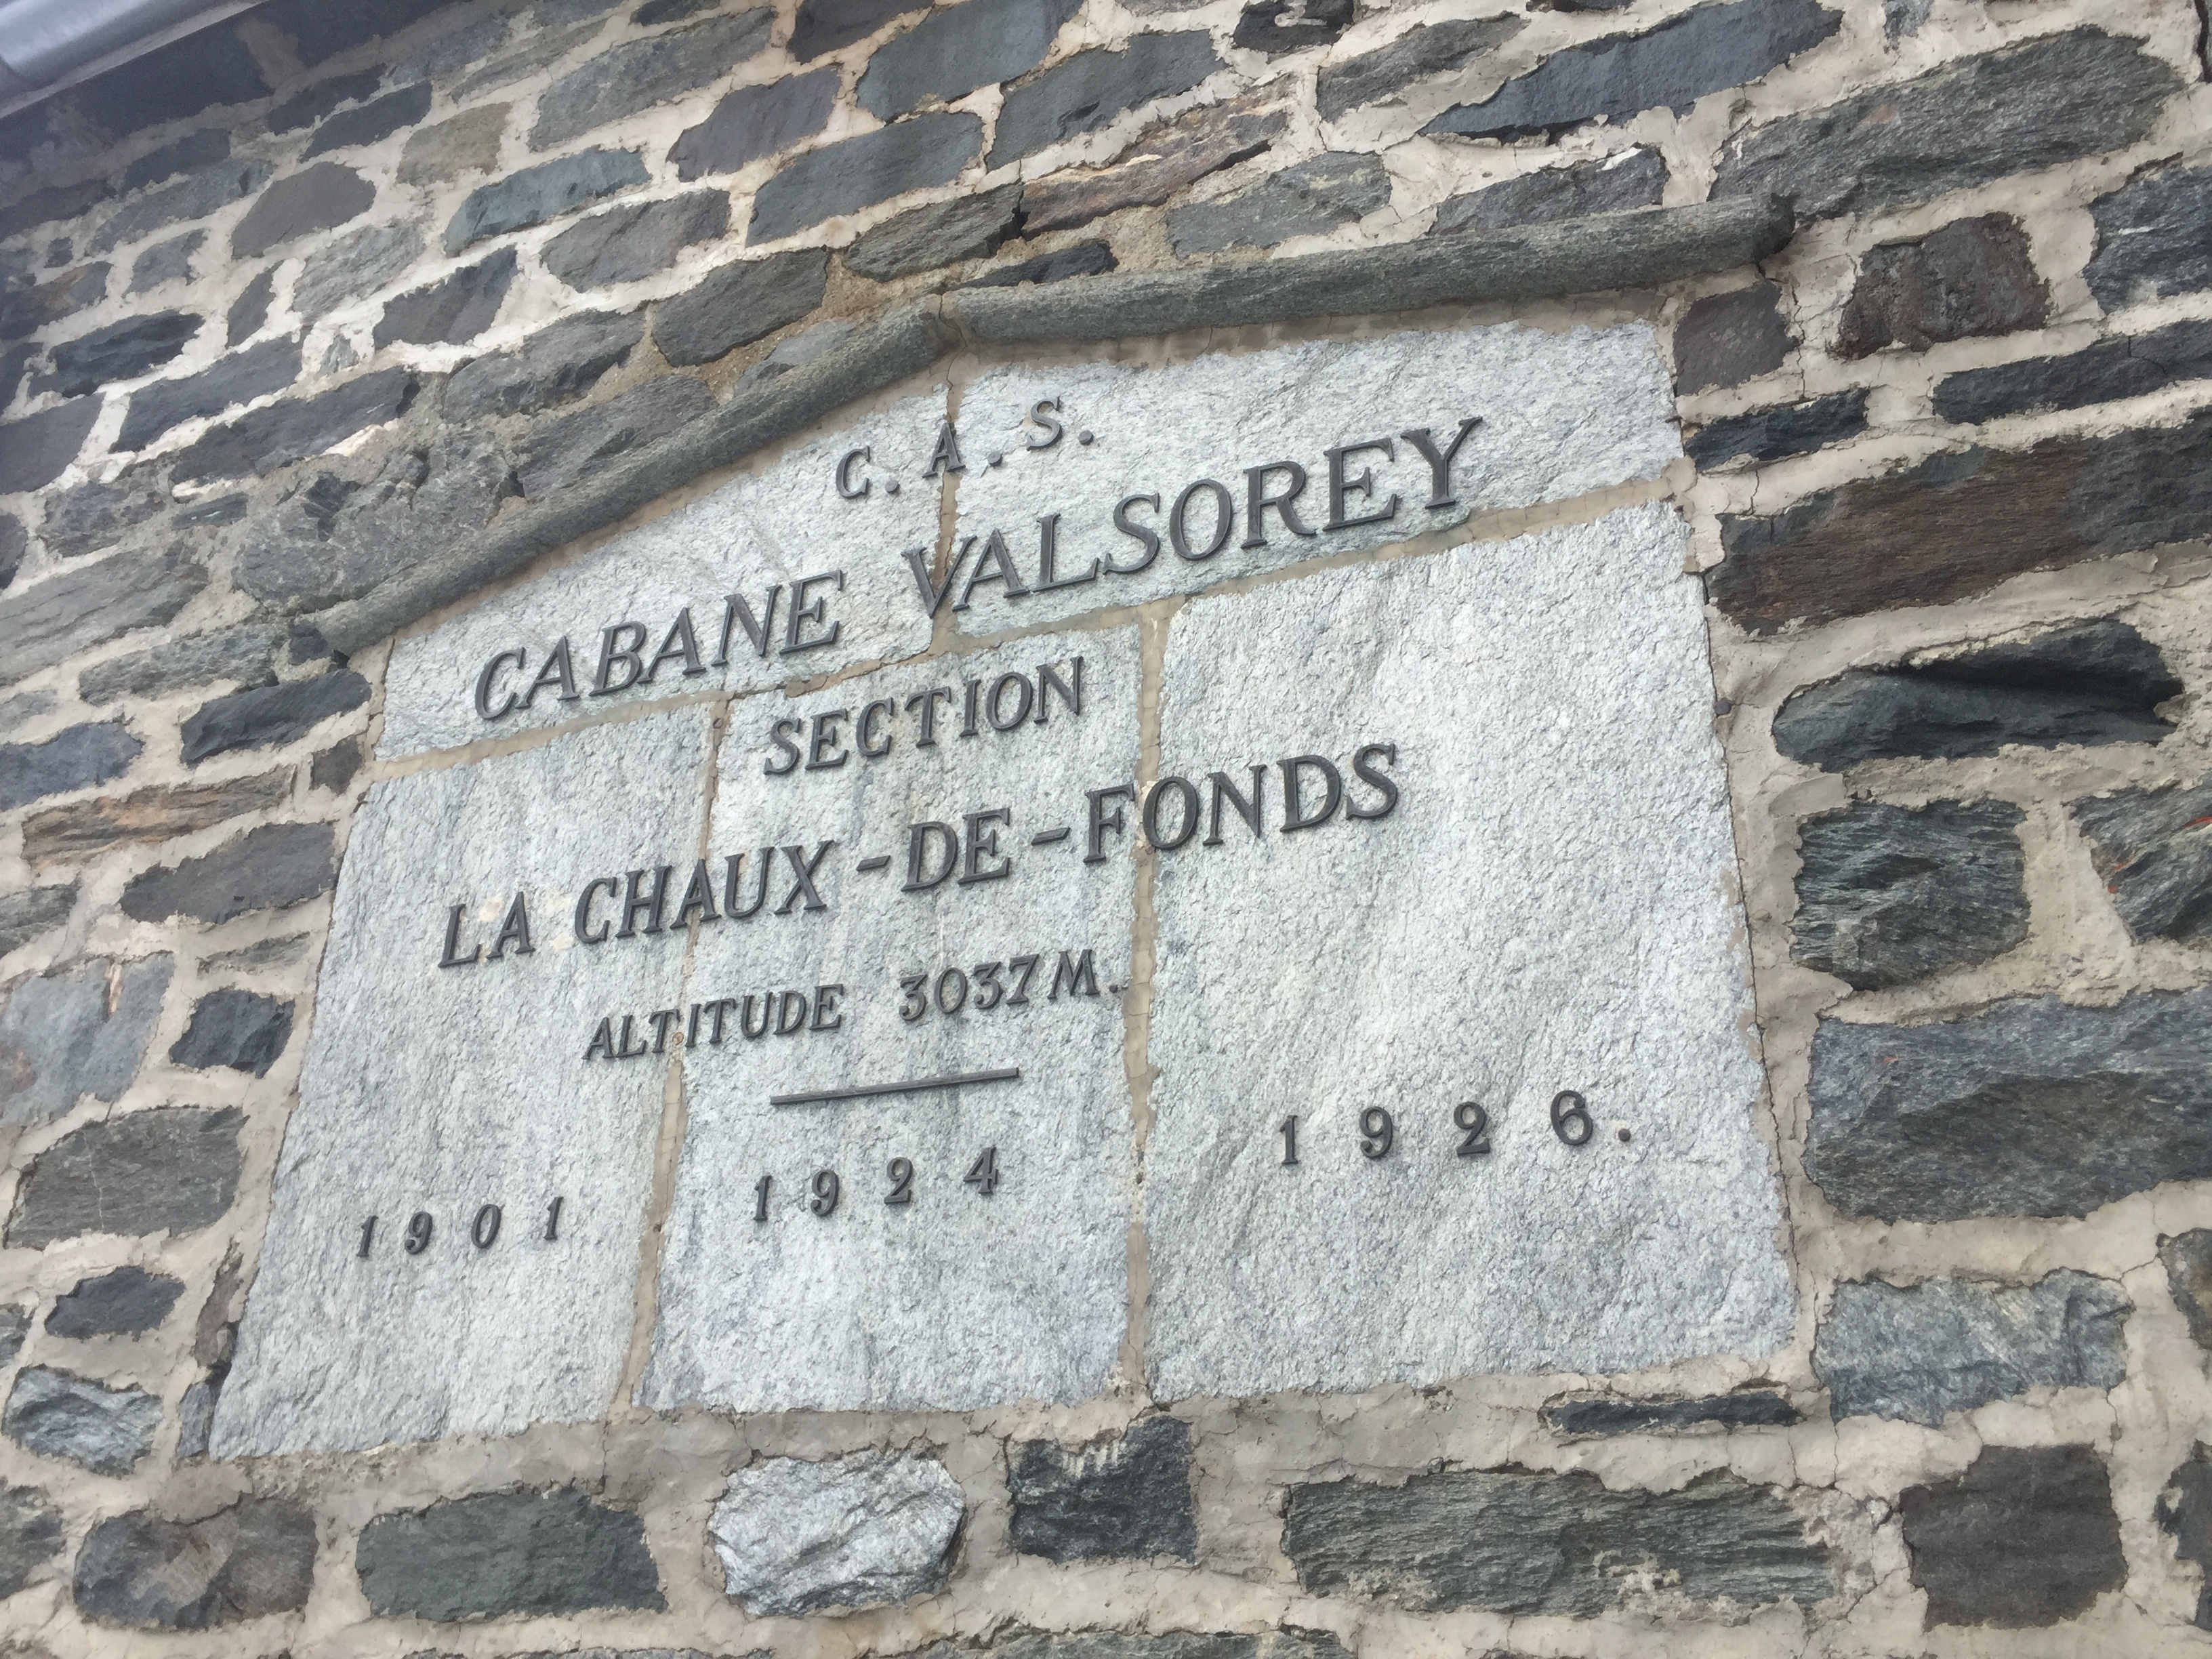 C.A.S.
CABANE VALSOREY
SECTION
LA CHAUX-DE-FONDS
ALTITUDE 3037 M.
1901 1924 1926.